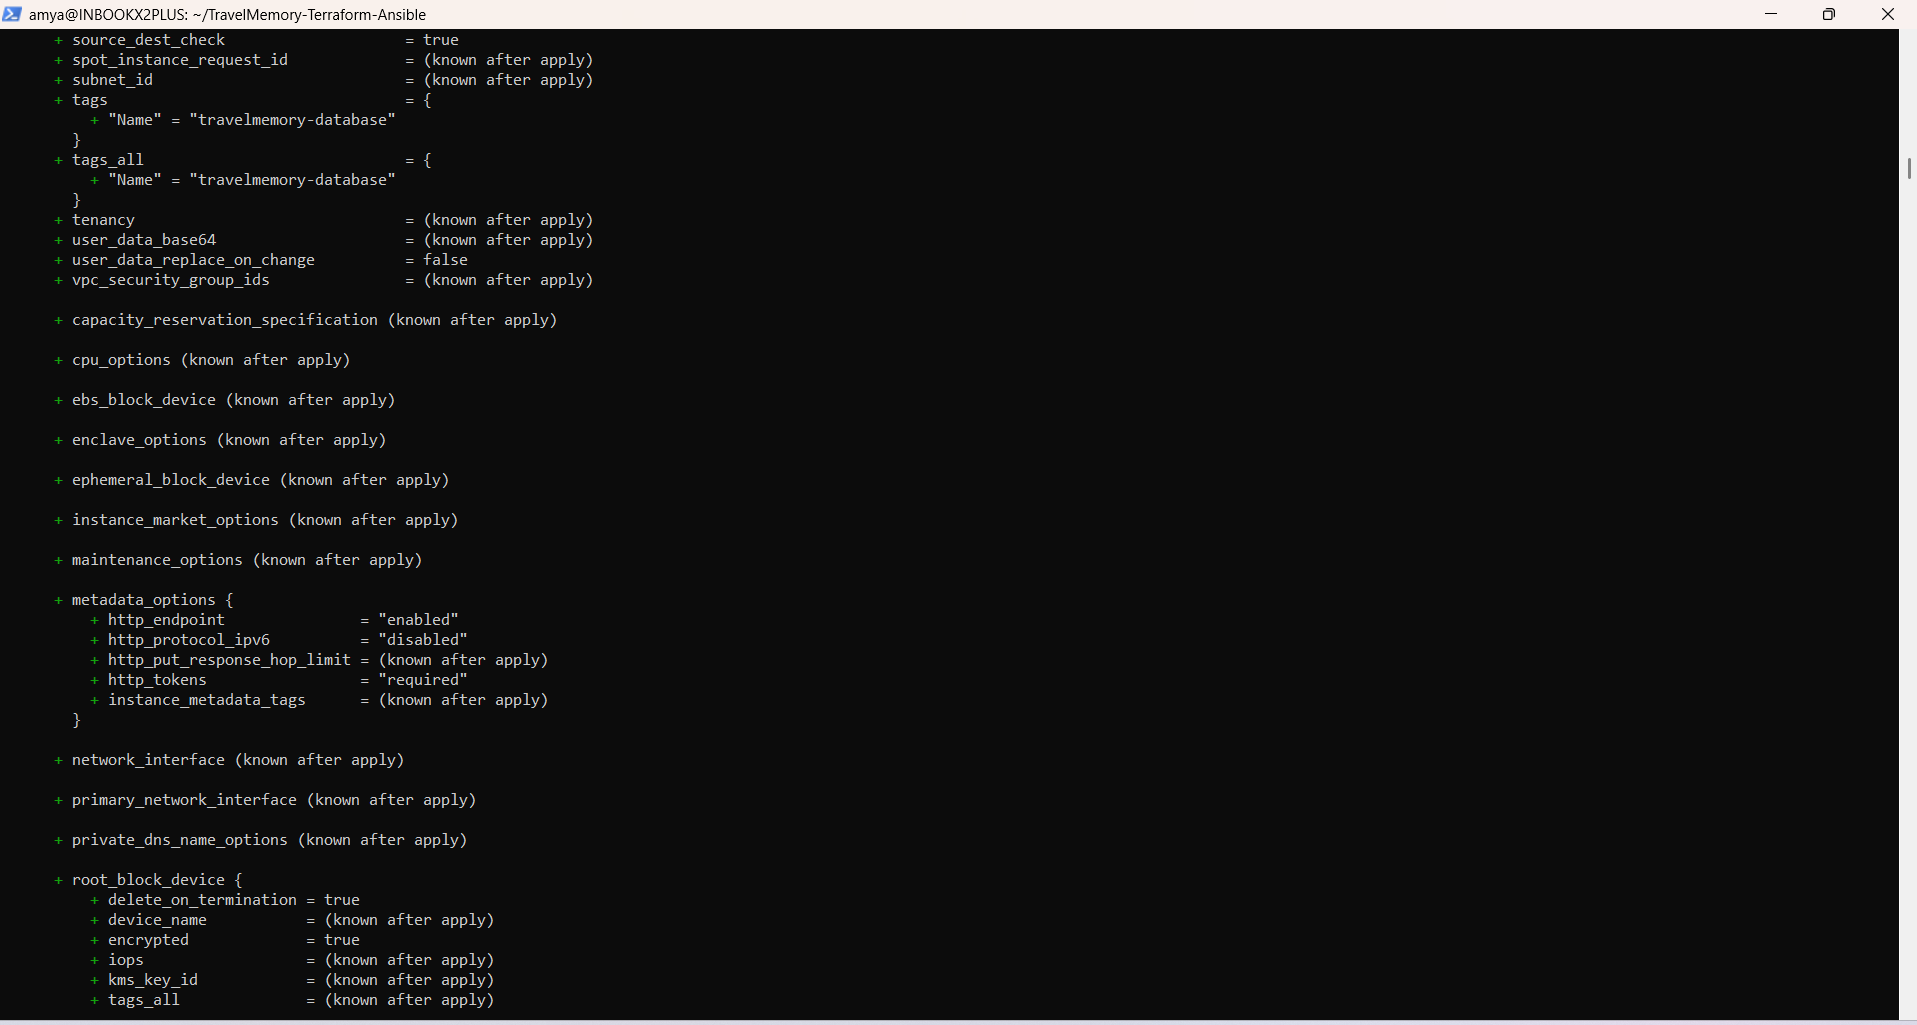 amya@INBOOKX2PLUS: ~/TravelMemory-Terraform-Ansible
+ source_dest_check = true
+ spot_instance_request_id = (known after apply)
+ subnet_id = (known after apply)
+ tags = {
+ "Name" = "travelmemory-database"
}
+ tags_all = {
+ "Name" = "travelmemory-database"
}
+ tenancy = (known after apply)
+ user_data_base64 = (known after apply)
+ user_data_replace_on_change = false
+ vpc_security_group_ids = (known after apply)
+ capacity_reservation_specification (known after apply)
+ cpu_options (known after apply)
+ ebs_block_device (known after apply)
+ enclave_options (known after apply)
+ ephemeral_block_device (known after apply)
+ instance_market_options (known after apply)
+ maintenance_options (known after apply)
+ metadata_options {
+ http_endpoint = "enabled"
+ http_protocol_ipv6 = "disabled"
+ http_put_response_hop_limit = (known after apply)
+ http_tokens = "required"
+ instance_metadata_tags = (known after apply)
}
+ network_interface (known after apply)
+ primary_network_interface (known after apply)
+ private_dns_name_options (known after apply)
+ root_block_device {
+ delete_on_termination = true
+ device_name = (known after apply)
+ encrypted = true
+ iops = (known after apply)
+ kms_key_id = (known after apply)
+ tags_all = (known after apply)